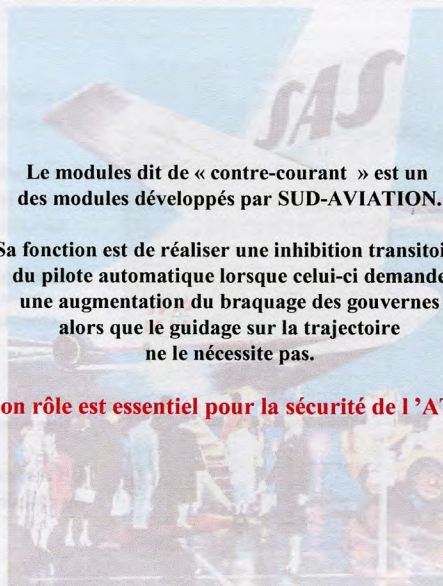 SAS
Le modules dit de « contre-courant » est un
des modules développés par SUD-AVIATION.
Sa fonction est de réaliser une inhibition transitoi
du pilote automatique lorsque celui-ci demande
une augmentation du braquage des gouvernes
alors que le guidage sur la trajectoire
ne le nécessite pas.
on rôle est essentiel pour la sécurité de l ’AT